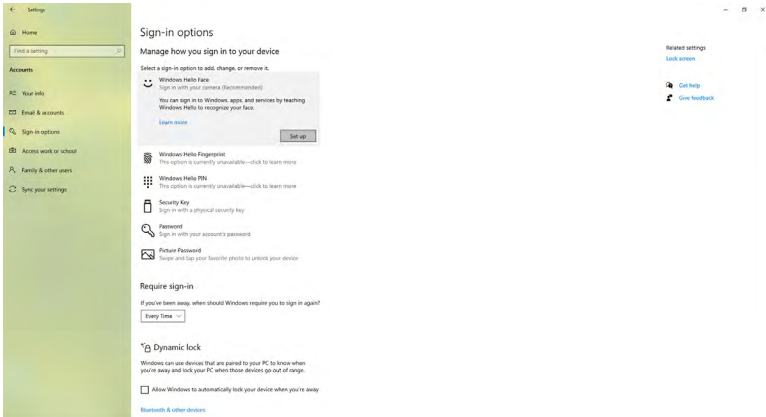 Settings
Home
Find a setting
Accounts
Your info
Email & accounts
Sign-in options
Access work or school
Family & other users
Sync your settings
Sign-in options
Manage how you sign in to your device
Select a sign-in option to add, change, or remove it.
Windows Hello Face
Sign in with your camera (Recommended)
You can sign in to Windows, apps, and services by teaching
Windows Hello to recognize your face.
Learn more
Set up
Windows Hello Fingerprint
This option is currently unavailable—click to learn more
Windows Hello PIN
This option is currently unavailable—click to learn more
Security Key
Sign in with a physical security key
Password
Sign in with your account's password
Picture Password
Swipe and tap your favorite photo to unlock your device
Require sign-in
If you've been away, when should Windows require you to sign in again?
Every Time
Dynamic lock
Windows can use devices that are paired to your PC to know when
you're away and lock your PC when those devices go out of range.
Allow Windows to automatically lock your device when you're away
Bluetooth & other devices
Related settings
Lock screen
Get help
Give feedback